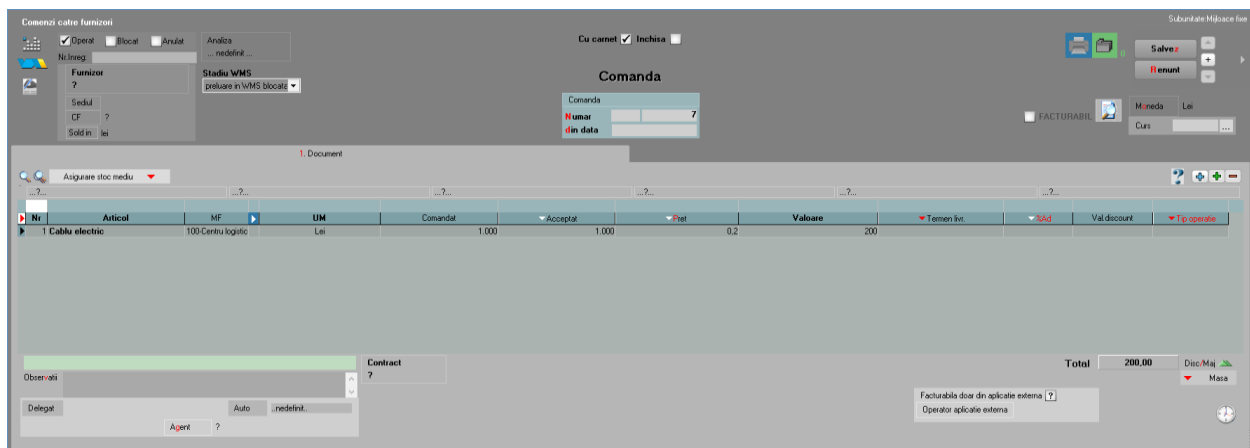 Comenzi catre furnizori
Subunitate:Mijloace fixe
Operat Blocat Anulat
Analiza
... nedefinit ...
Cu carnet Inchisa
Nr.Inreg:
0
Salvez
Renunt
Furnizor
?
Stadiu WMS
preluare in WMS blocata
Comanda
Sediul
CF ?
Sold in lei
Comanda
Numar 7
din data
FACTURABIL
Moneda Lei
Curs ...
1. Document
Asigurare stoc mediu
...?... ...?... ...?... ...?... ...?... ...?...
Nr Articol MF UM Comandat Acceptat Pret Valoare Termen livr. %Ad Val.discount Tip operatie
1 Cablu electric 100-Centru logistic Lei 1.000 1.000 0,2 200
Contract
?
Total 200,00 Disc/Maj
Masa
Observatii
Delegat Auto ..nedefinit..
Agent ?
Facturabila doar din aplicatie externa ?
Operator aplicatie externa